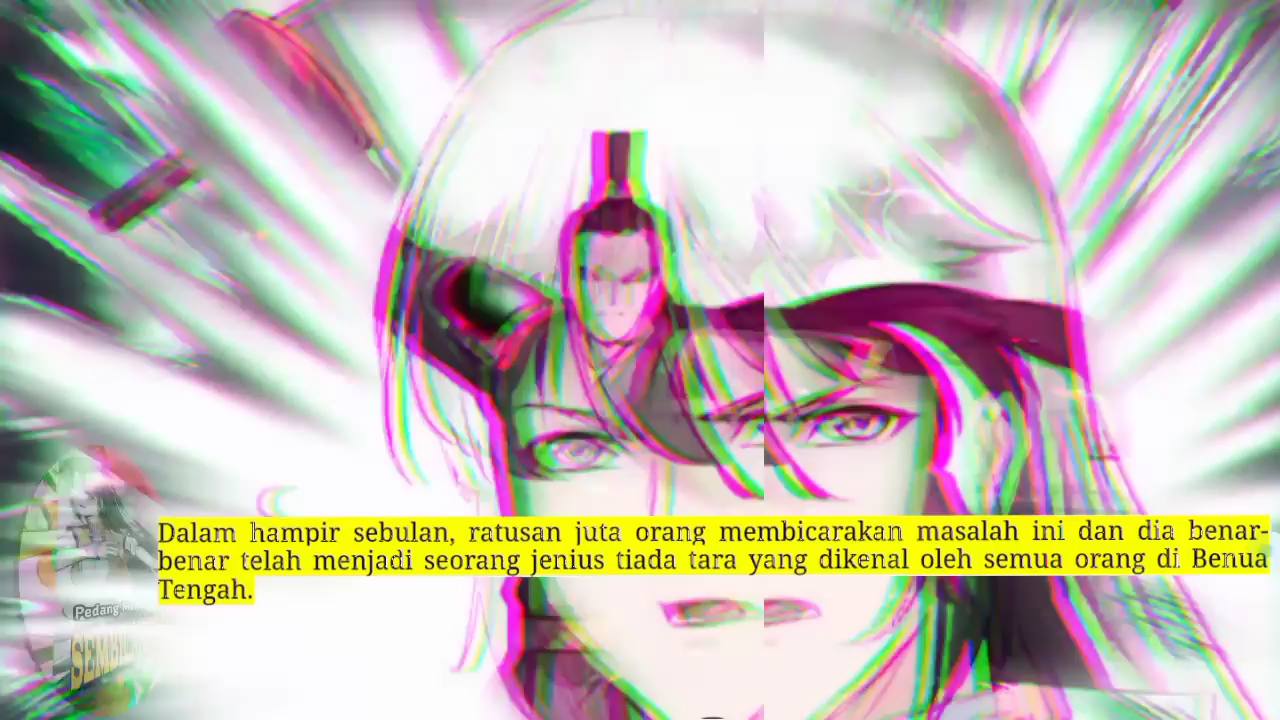 Dalam hampir sebulan, ratusan juta orang membicarakan masalah ini dan dia benar-
benar telah menjadi seorang jenius tiada tara yang dikenal oleh semua orang di Benua
Tengah.
Pedang